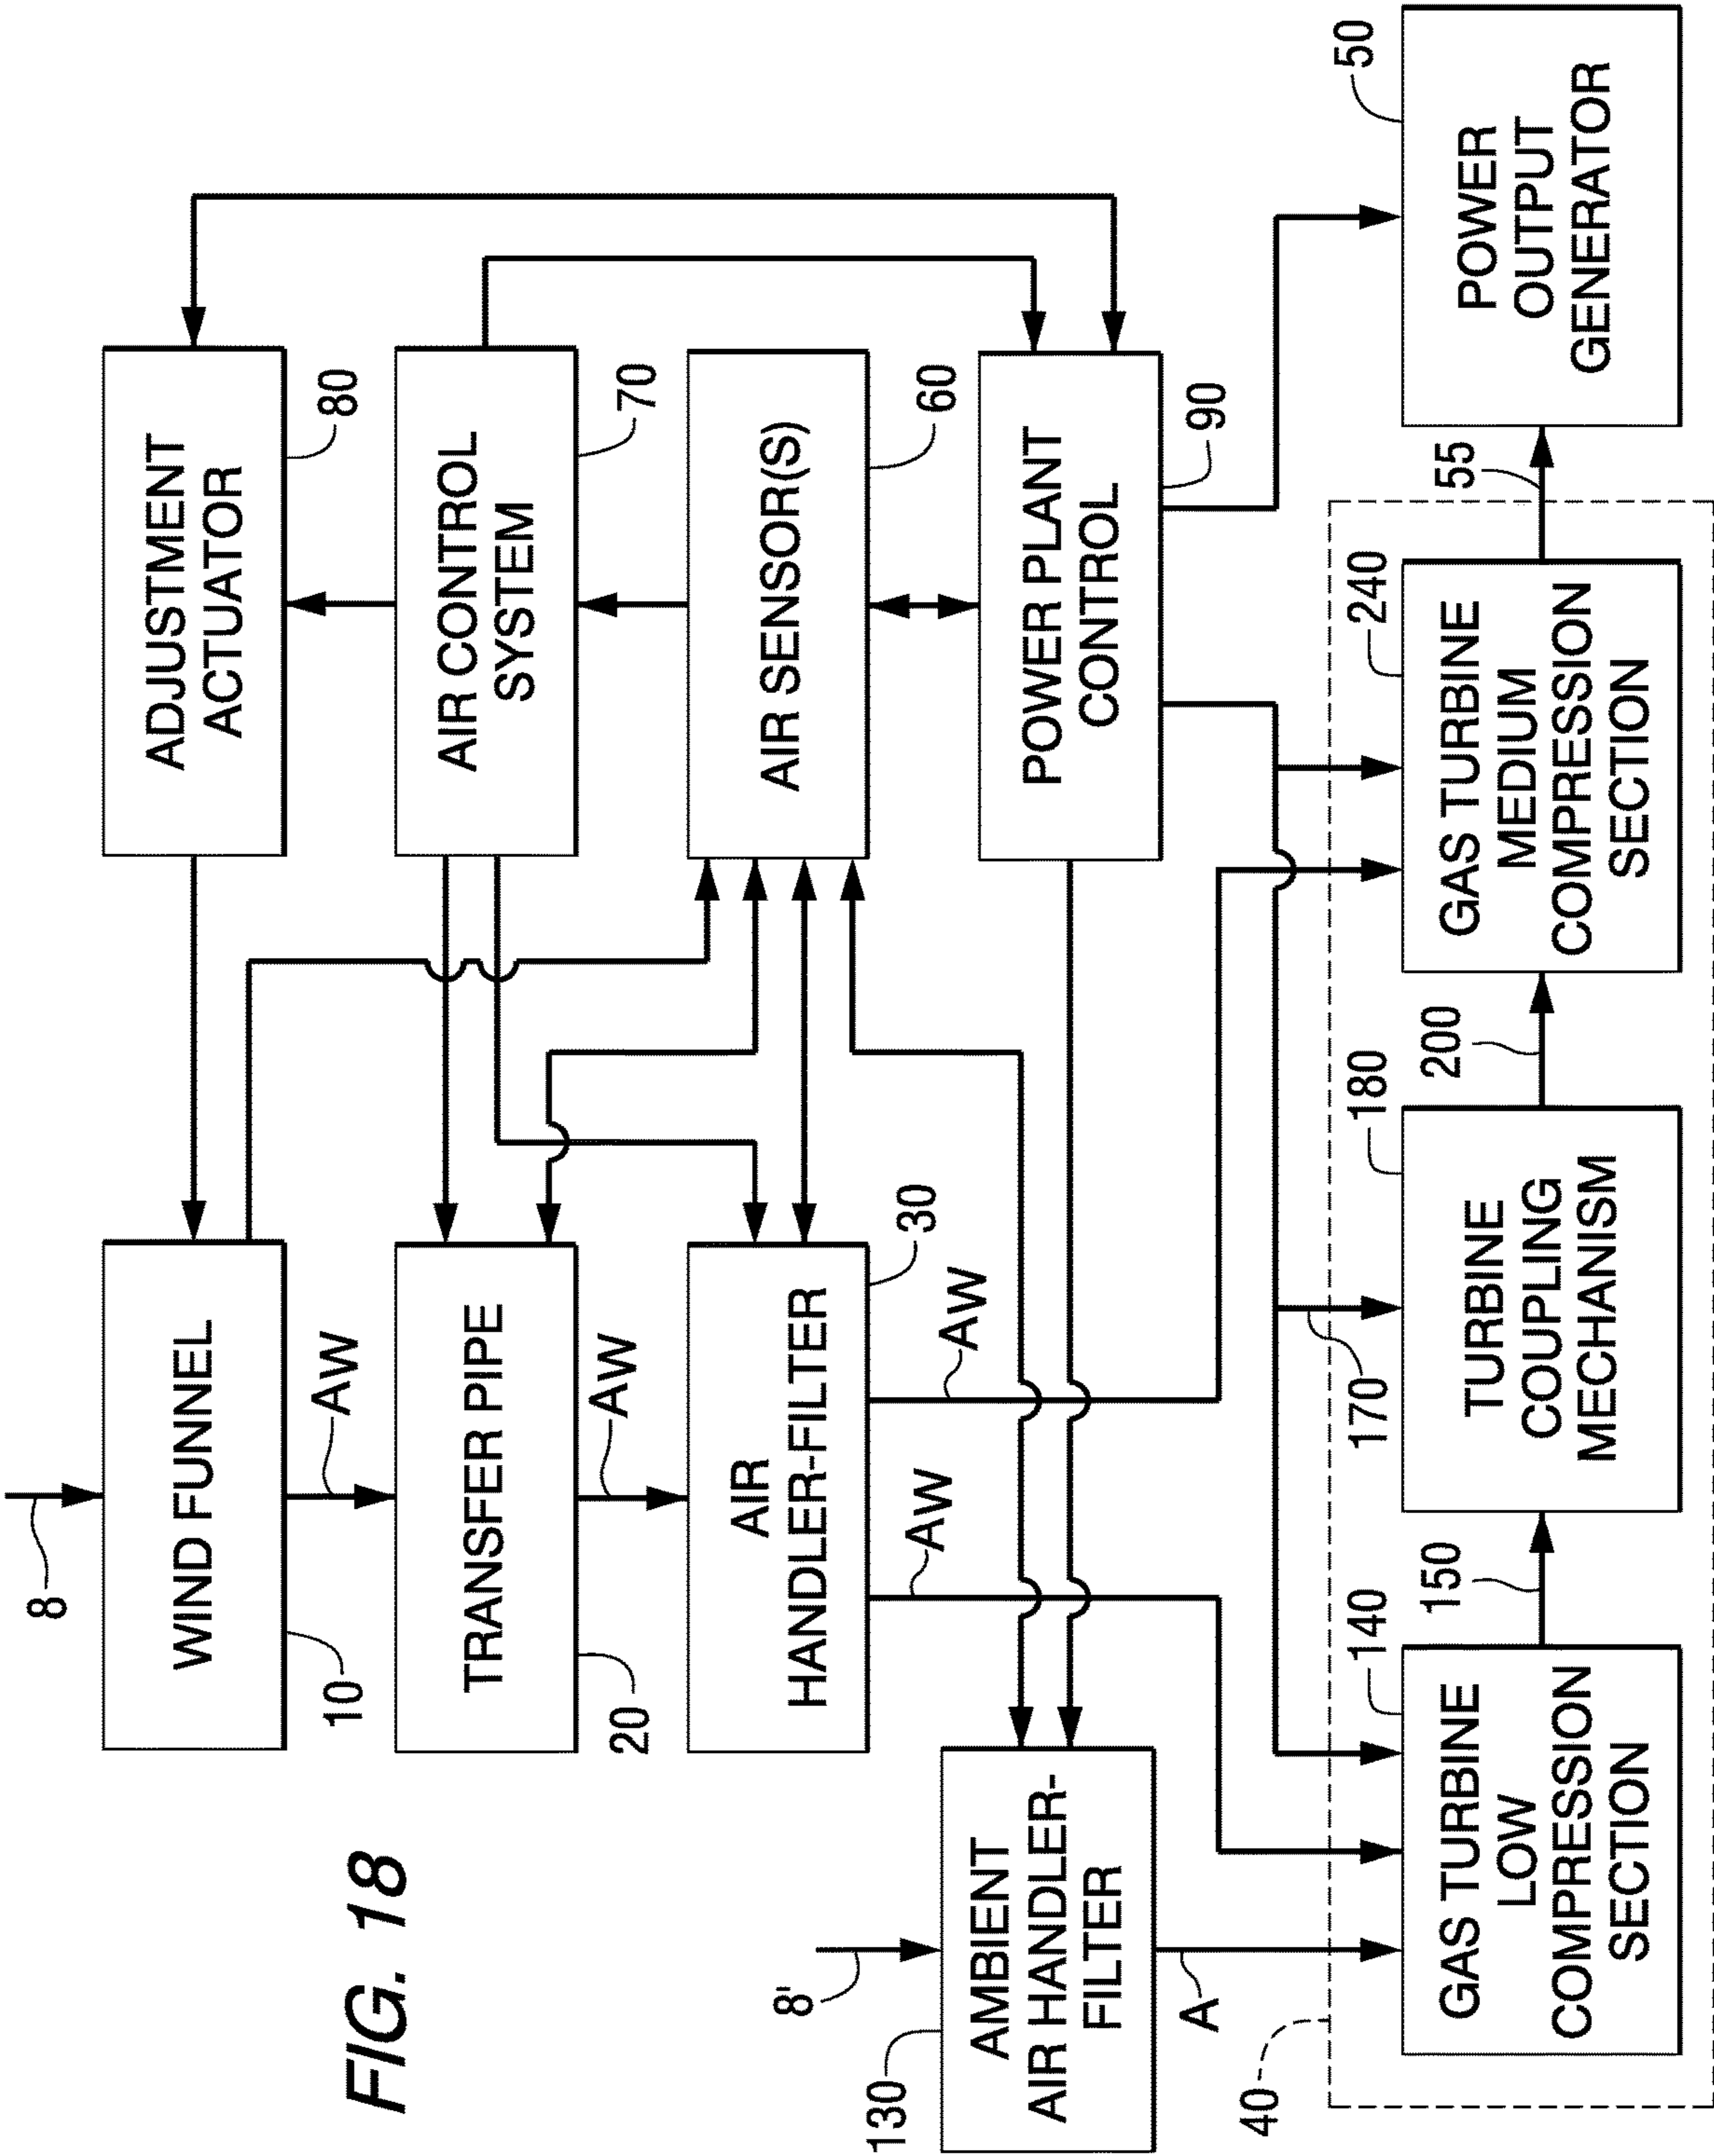 FIG. 18
8
WIND FUNNEL
10
AW
TRANSFER PIPE
20
AW
AIR
HANDLER-FILTER
30
AW
AW
ADJUSTMENT
ACTUATOR
80
AIR CONTROL
SYSTEM
70
AIR SENSOR(S)
60
POWER PLANT
CONTROL
90
8'
AMBIENT
AIR HANDLER-
FILTER
130
A
40
GAS TURBINE
LOW
COMPRESSION
SECTION
140
150
TURBINE
COUPLING
MECHANISM
170
180
200
GAS TURBINE
MEDIUM
COMPRESSION
SECTION
240
55
POWER
OUTPUT
GENERATOR
50